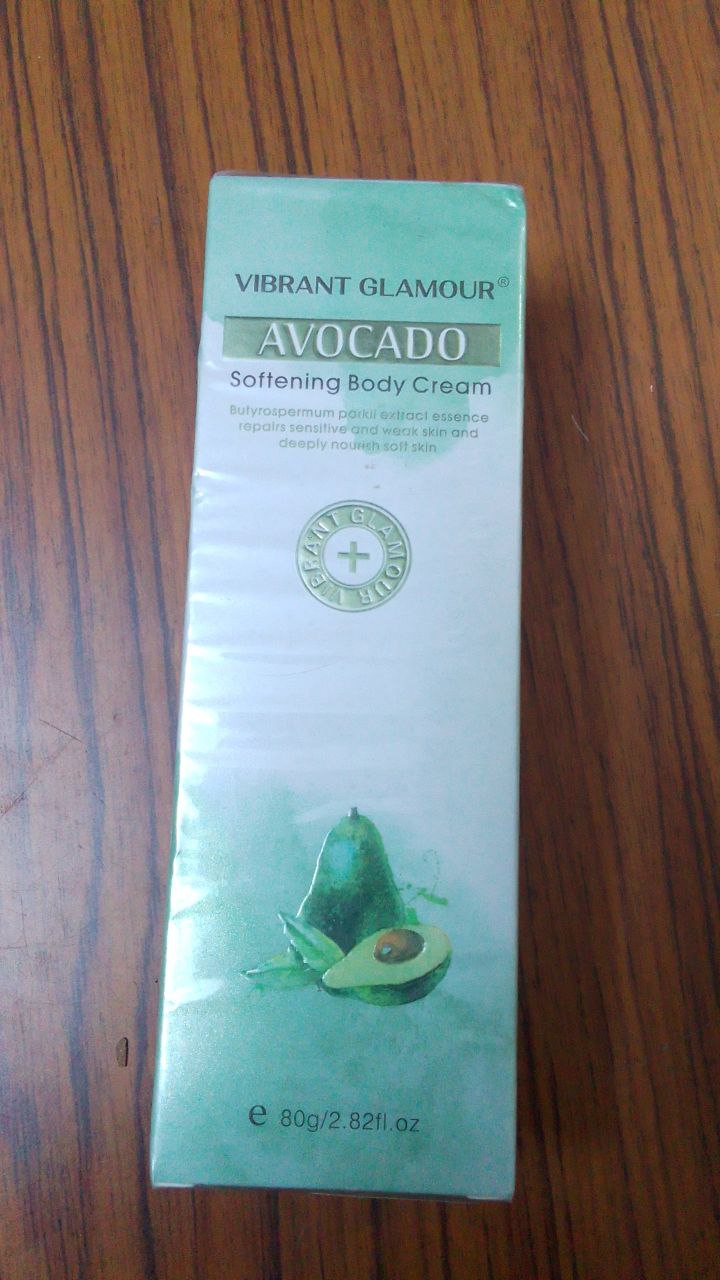 VIBRANT GLAMOUR®
AVOCADO
Softening Body Cream
Butyrospermum parkii extract essence
repairs sensitive and weak skin and
deeply nourish soft skin
VIBRANT GLAMOUR
+
e 80g/2.82fl.oz